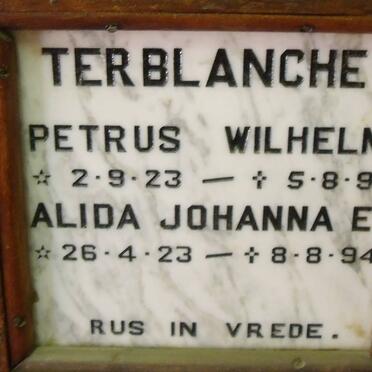 TERBLANCHE
PETRUS WILHELM
☆ 2·9·23 — ✝ 5·8·9
ALIDA JOHANNA E
☆ 26·4·23 — ✝ 8·8·94
RUS IN VREDE.